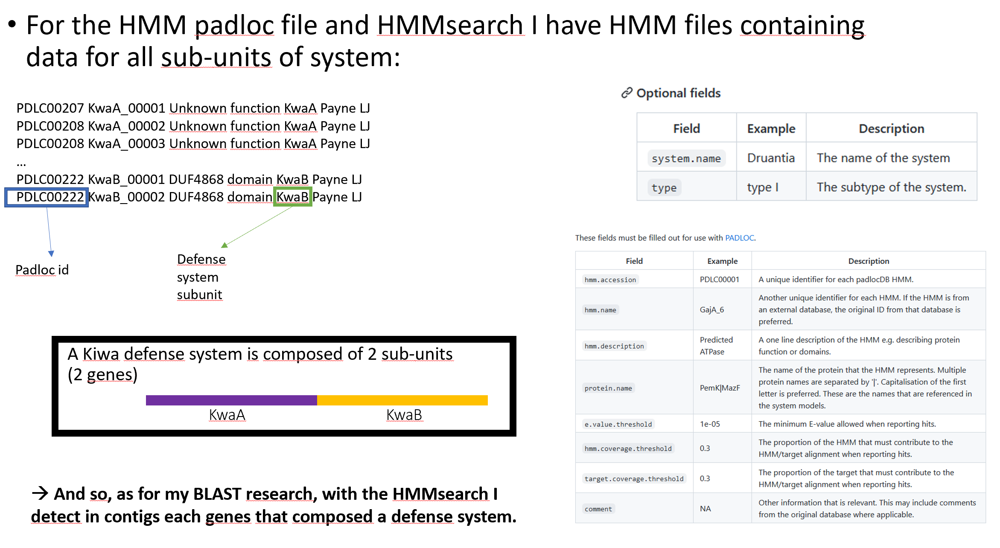 • For the HMM padloc file and HMMsearch I have HMM files containing
data for all sub-units of system:
PDLC00207 KwaA_00001 Unknown function KwaA Payne LJ
PDLC00208 KwaA_00002 Unknown function KwaA Payne LJ
PDLC00208 KwaA_00003 Unknown function KwaA Payne LJ
...
PDLC00222 KwaB_00001 DUF4868 domain KwaB Payne LJ
PDLC00222 KwaB_00002 DUF4868 domain KwaB Payne LJ
Padloc id
Defense
system
subunit
A Kiwa defense system is composed of 2 sub-units
(2 genes)
KwaA KwaB
→ And so, as for my BLAST research, with the HMMsearch I
detect in contigs each genes that composed a defense system.
Optional fields
Field Example Description
system.name Druantia The name of the system
type type I The subtype of the system.
These fields must be filled out for use with PADLOC.
Field Example Description
hmm.accession PDLC00001 A unique identifier for each padlocDB HMM.
hmm.name GajA_6 Another unique identifier for each HMM. If the HMM is from
an external database, the original ID from that database is
preferred.
hmm.description Predicted ATPase A one line description of the HMM e.g. describing protein
function or domains.
protein.name PemK|MazF The name of the protein that the HMM represents. Multiple
protein names are separated by '|'. Capitalisation of the first
letter is preferred. These are the names that are referenced in
the system models.
e.value.threshold 1e-05 The minimum E-value allowed when reporting hits.
hmm.coverage.threshold 0.3 The proportion of the HMM that must contribute to the
HMM/target alignment when reporting hits.
target.coverage.threshold 0.3 The proportion of the target that must contribute to the
HMM/target alignment when reporting hits.
comment NA Other information that is relevant. This may include comments
from the original database where applicable.